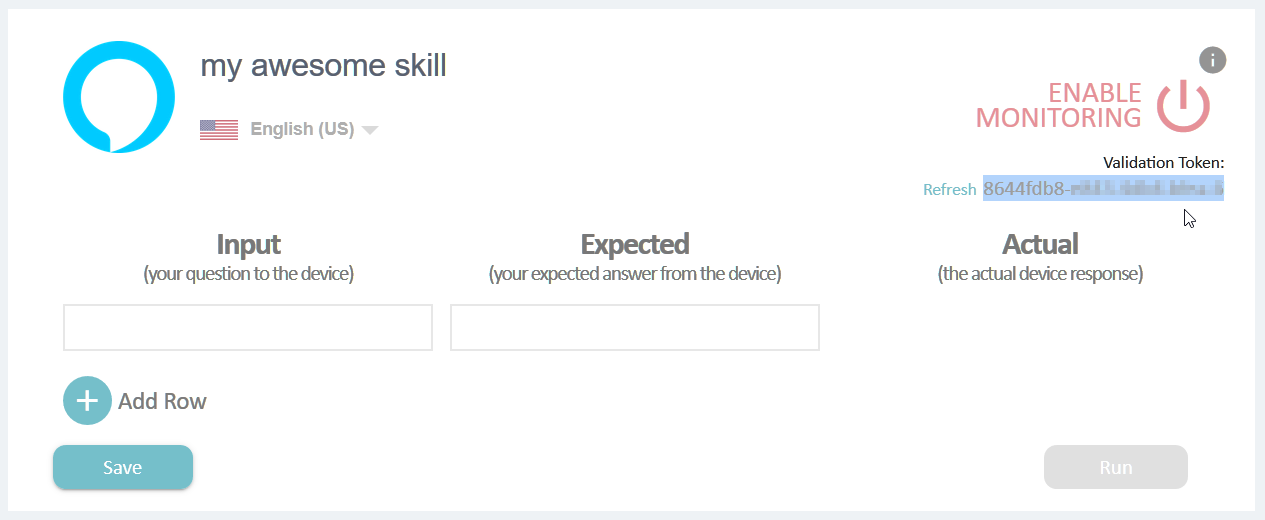 my awesome skill
English (US)
ENABLE
MONITORING
Validation Token:
Refresh 8644fdb8-
Input Expected Actual
(your question to the device) (your expected answer from the device) (the actual device response)
Add Row
Save Run